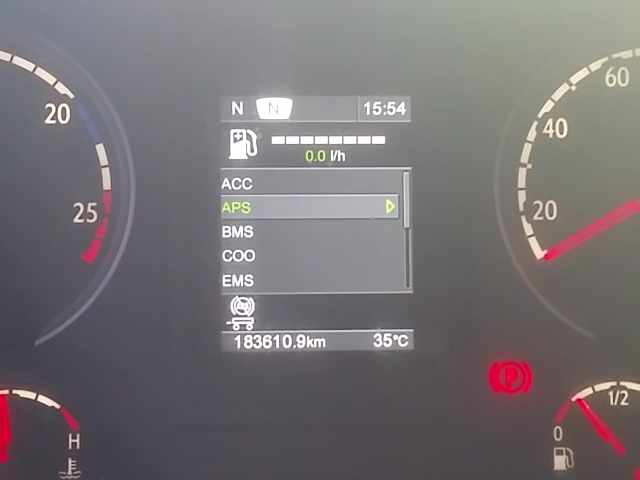 N N 15:54
0.0 l/h
ACC
APS
BMS
COO
EMS
183610.9km 35°C
20
25
60
40
20
H
P
1/2
0